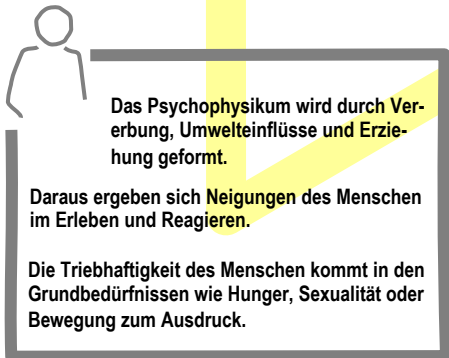 Das Psychophysikum wird durch Ver-
erbung, Umwelteinflüsse und Erzie-
hung geformt.
Daraus ergeben sich Neigungen des Menschen
im Erleben und Reagieren.
Die Triebhaftigkeit des Menschen kommt in den
Grundbedürfnissen wie Hunger, Sexualität oder
Bewegung zum Ausdruck.